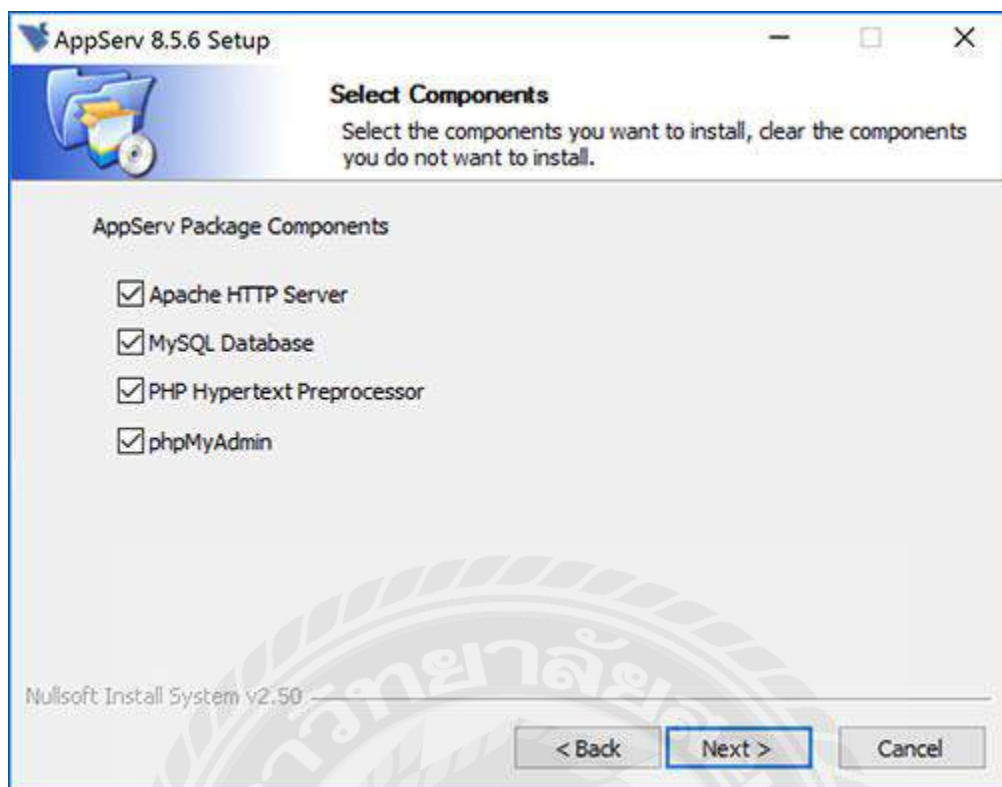 AppServ 8.5.6 Setup
Select Components
Select the components you want to install, clear the components
you do not want to install.
AppServ Package Components
Apache HTTP Server
MySQL Database
PHP Hypertext Preprocessor
phpMyAdmin
Nullsoft Install System v2.50
< Back
Next >
Cancel